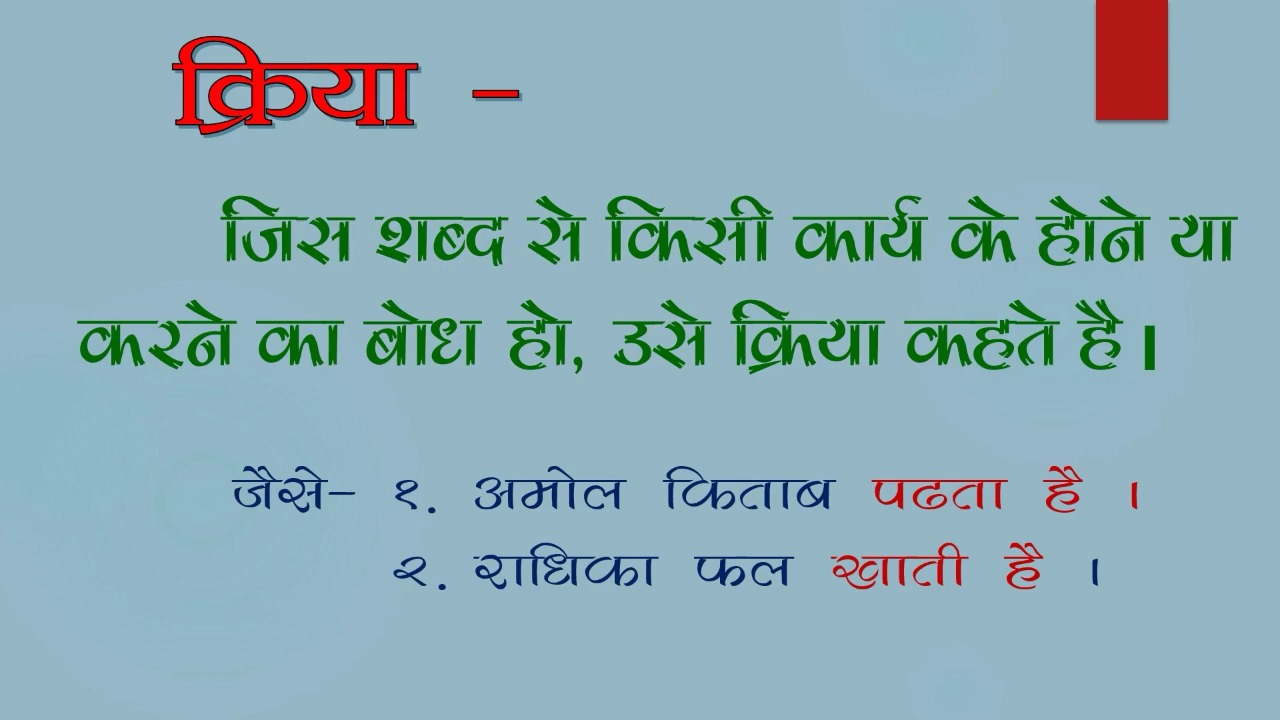 क्रिया -
जिस शब्द से किसी कार्य के होने या
करने का बोध हो, उसे क्रिया कहते है।
जैसे- १. अमोल किताब पढता है ।
२. राधिका फल खाती है ।